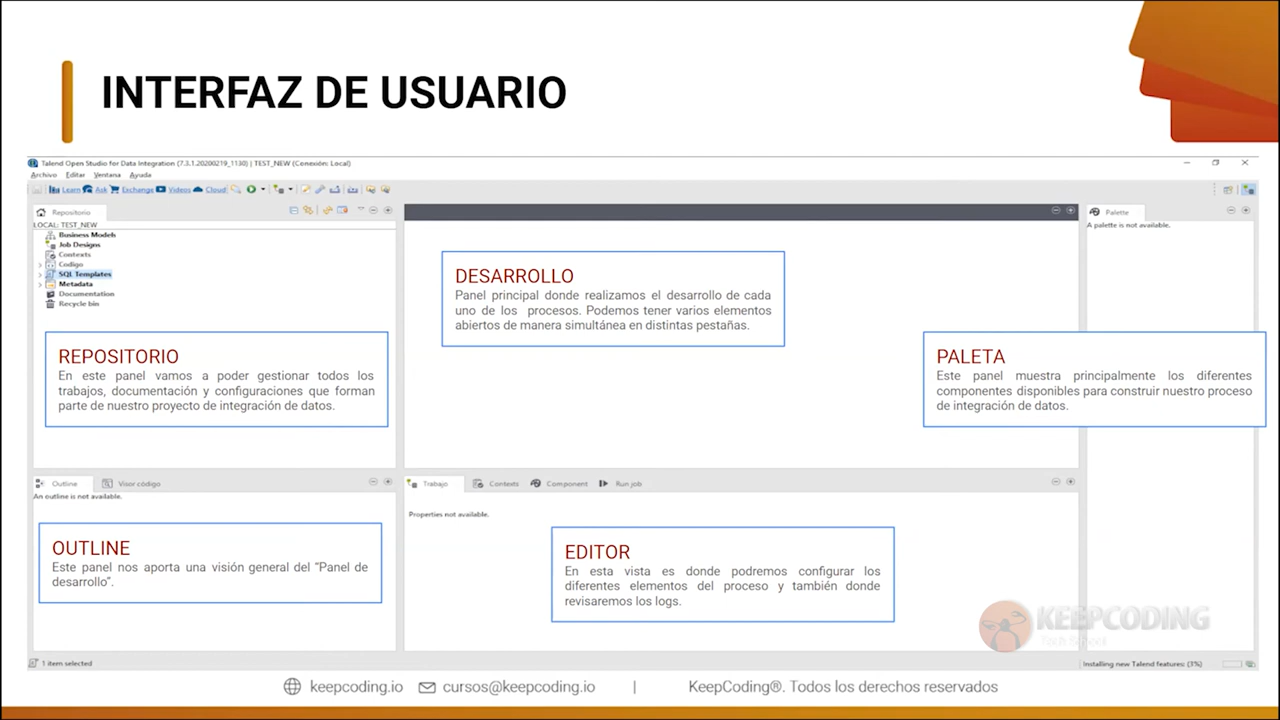 INTERFAZ DE USUARIO
Talend Open Studio for Data Integration (7.3.1.20200219_1130) | TEST_NEW (Conexión: Local)
Archivo Editar Ventana Ayuda
Learn Ask Exchange Videos Cloud
Repositorio
LOCAL: TEST_NEW
Business Models
Job Designs
Contexts
Codigo
SQL Templates
Metadata
Documentation
Recycle bin
Palette
A palette is not available.
DESARROLLO
Panel principal donde realizamos el desarrollo de cada
uno de los procesos. Podemos tener varios elementos
abiertos de manera simultánea en distintas pestañas.
REPOSITORIO
En este panel vamos a poder gestionar todos los
trabajos, documentación y configuraciones que forman
parte de nuestro proyecto de integración de datos.
PALETA
Este panel muestra principalmente los diferentes
componentes disponibles para construir nuestro proceso
de integración de datos.
Outline Visor código
An outline is not available.
Trabajo Contexts Component Run job
Properties not available.
OUTLINE
Este panel nos aporta una visión general del “Panel de
desarrollo”.
EDITOR
En esta vista es donde podremos configurar los
diferentes elementos del proceso y también donde
revisaremos los logs.
KEEPCODING
Tech School
1 item selected
Installing new Talend features: (3%)
keepcoding.io cursos@keepcoding.io | KeepCoding®. Todos los derechos reservados